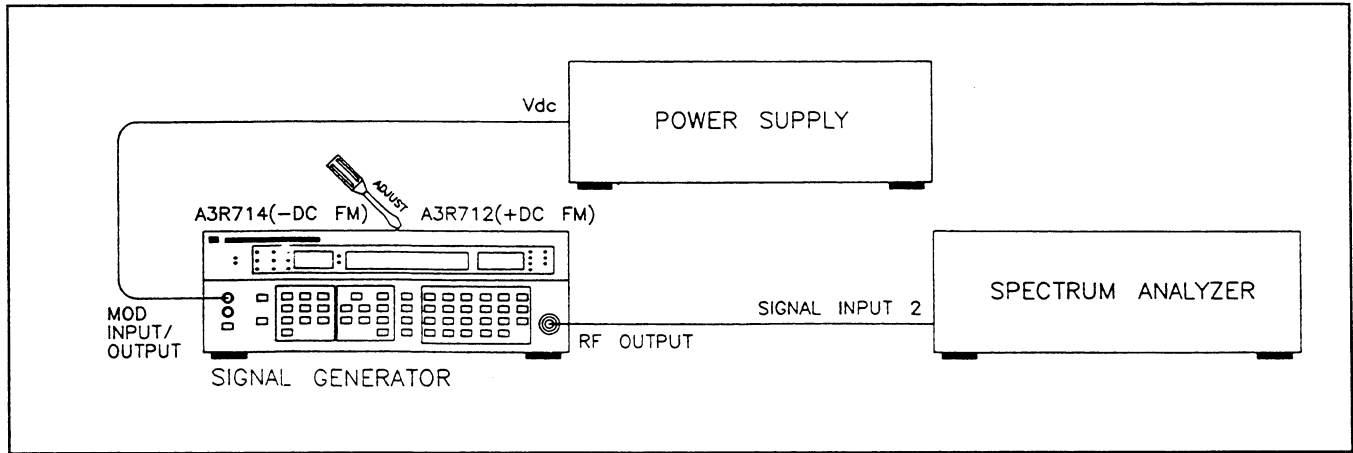 Vdc
POWER SUPPLY
ADJUST
A3R714(-DC FM) A3R712(+DC FM)
SPECTRUM ANALYZER
SIGNAL INPUT 2
MOD
INPUT/
OUTPUT
RF OUTPUT
SIGNAL GENERATOR